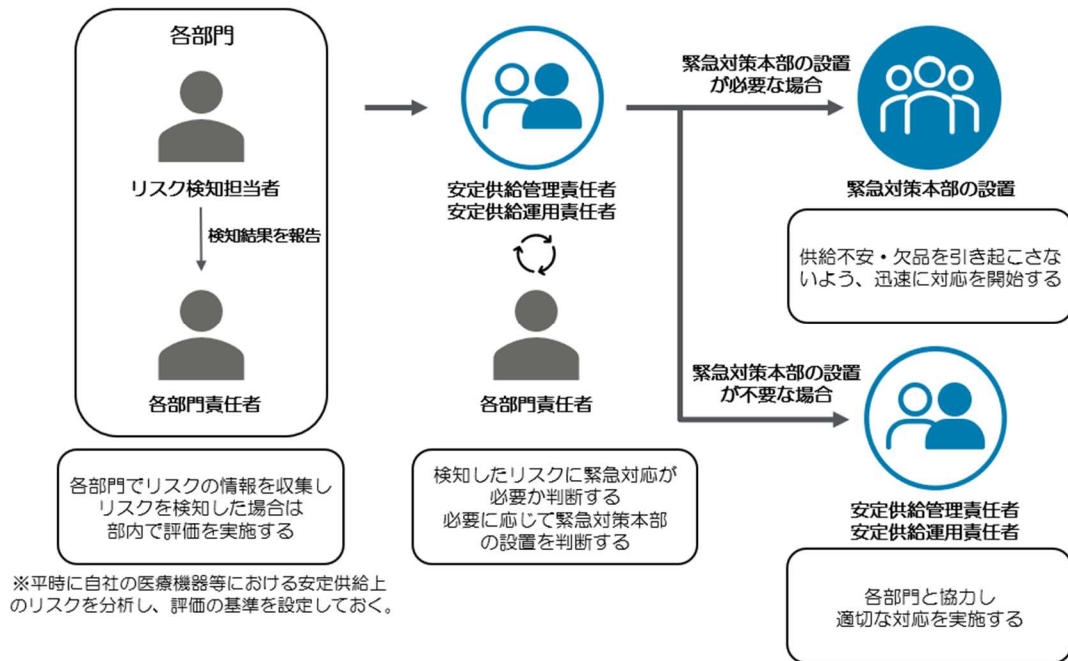 各部門
リスク検知担当者
検知結果を報告
各部門責任者
各部門でリスクの情報を収集し
リスクを検知した場合は
部内で評価を実施する
※平時に自社の医療機器等における安定供給上
のリスクを分析し、評価の基準を設定しておく。
安定供給管理責任者
安定供給運用責任者
各部門責任者
検知したリスクに緊急対応が
必要か判断する
必要に応じて緊急対策本部
の設置を判断する
緊急対策本部の設置
が必要な場合
緊急対策本部の設置
供給不安・欠品を引き起こさな
いよう、迅速に対応を開始する
緊急対策本部の設置
が不要な場合
安定供給管理責任者
安定供給運用責任者
各部門と協力し
適切な対応を実施する